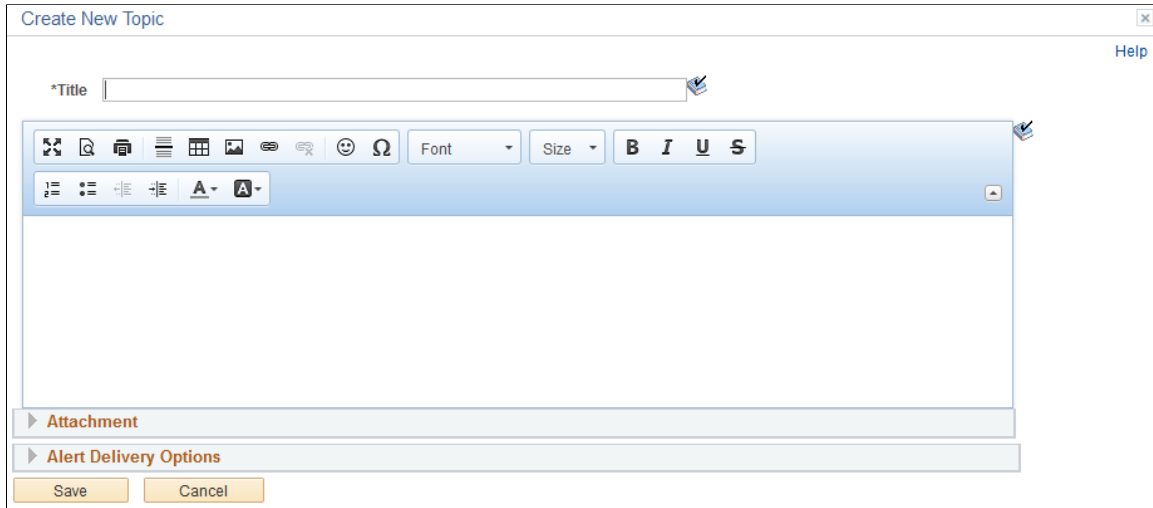 Create New Topic
Help
*Title
Font Size B I U S
A A
Attachment
Alert Delivery Options
Save Cancel